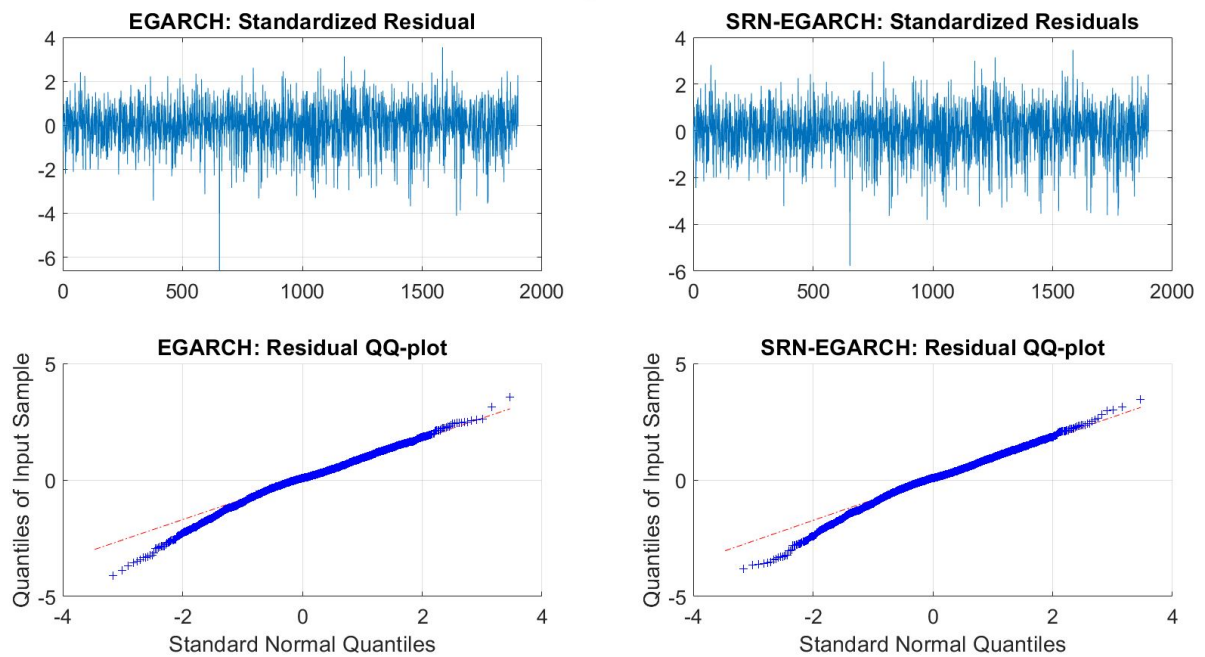 EGARCH: Standardized Residual
4
2
0
-2
-4
-6
0 500 1000 1500 2000
SRN-EGARCH: Standardized Residuals
4
2
0
-2
-4
-6
0 500 1000 1500 2000
EGARCH: Residual QQ-plot
Quantiles of Input Sample
5
0
-5
-4 -2 0 2 4
Standard Normal Quantiles
SRN-EGARCH: Residual QQ-plot
Quantiles of Input Sample
5
0
-5
-4 -2 0 2 4
Standard Normal Quantiles